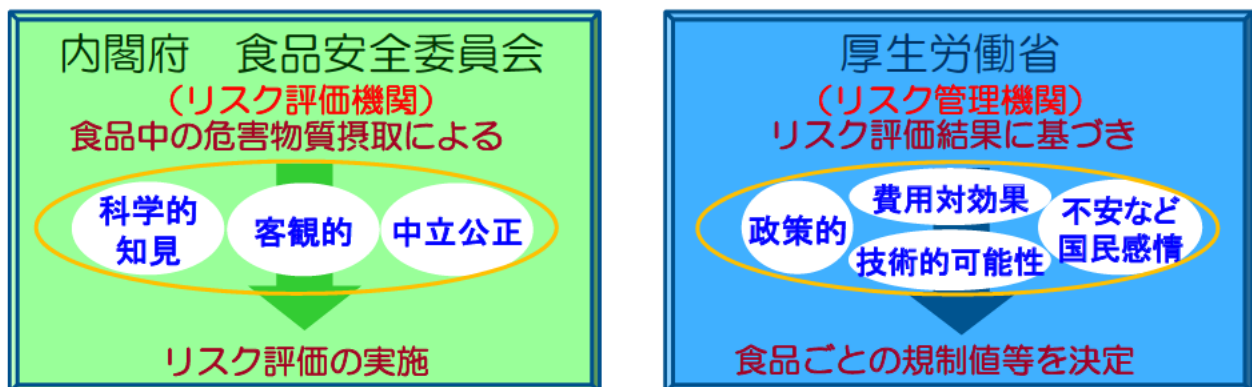 内閣府　食品安全委員会
（リスク評価機関）
食品中の危害物質摂取による
科学的
知見
客観的
中立公正
リスク評価の実施
厚生労働省
（リスク管理機関）
リスク評価結果に基づき
政策的
費用対効果
技術的可能性
不安など
国民感情
食品ごとの規制値等を決定